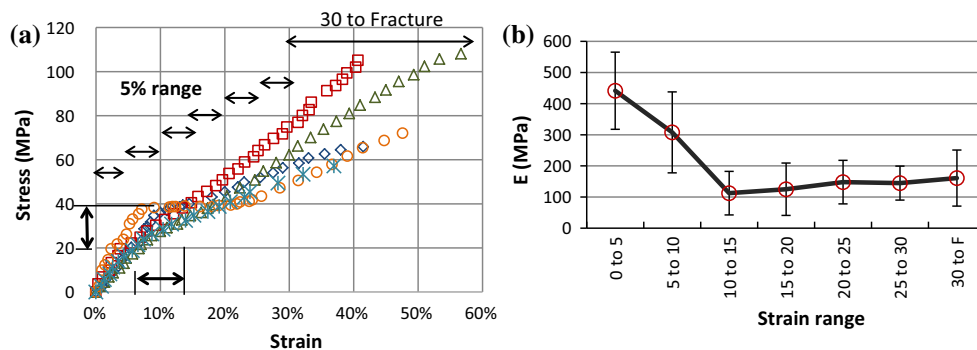 (a)
30 to Fracture
5% range
120
100
80
60
40
20
0
Stress (MPa)
0% 10% 20% 30% 40% 50% 60%
Strain
(b)
600
500
400
300
200
100
0
E (MPa)
0 to 5
5 to 10
10 to 15
15 to 20
20 to 25
25 to 30
30 to F
Strain range